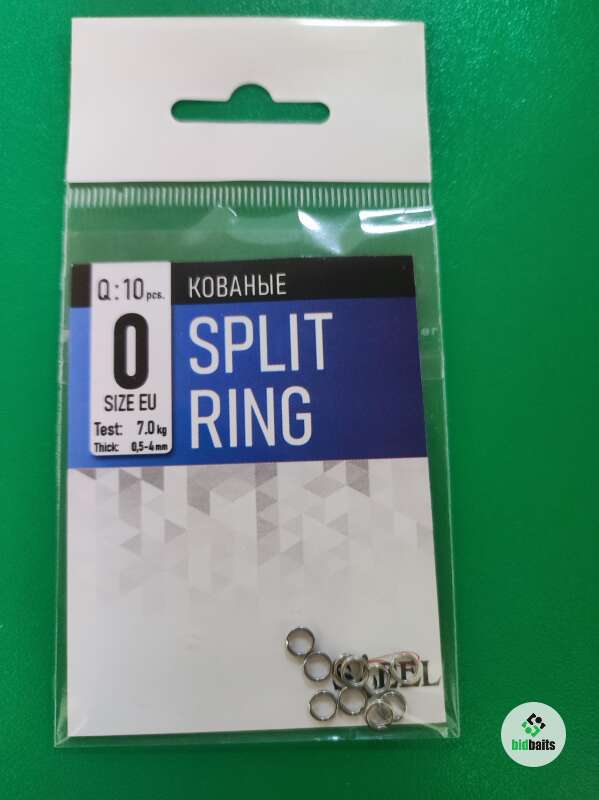 Q: 10 pcs.
0
SIZE EU
Test: 7.0 kg
Thick: 0,5-4 mm
КОВАНЫЕ
SPLIT
RING
bidbaits